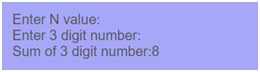 Enter N value:
Enter 3 digit number:
Sum of 3 digit number:8